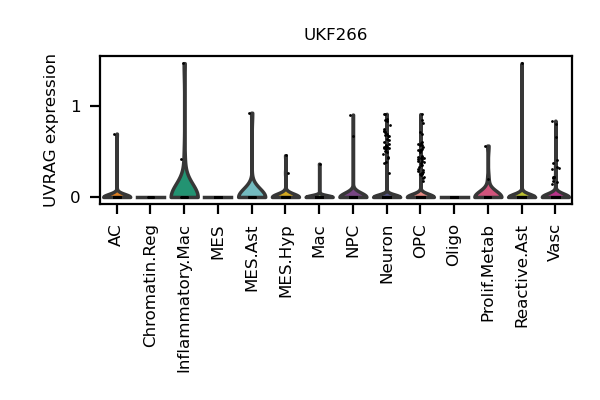 UKF266
UVRAG expression
1
0
AC
Chromatin.Reg
Inflammatory.Mac
MES
MES.Ast
MES.Hyp
Mac
NPC
Neuron
OPC
Oligo
Prolif.Metab
Reactive.Ast
Vasc